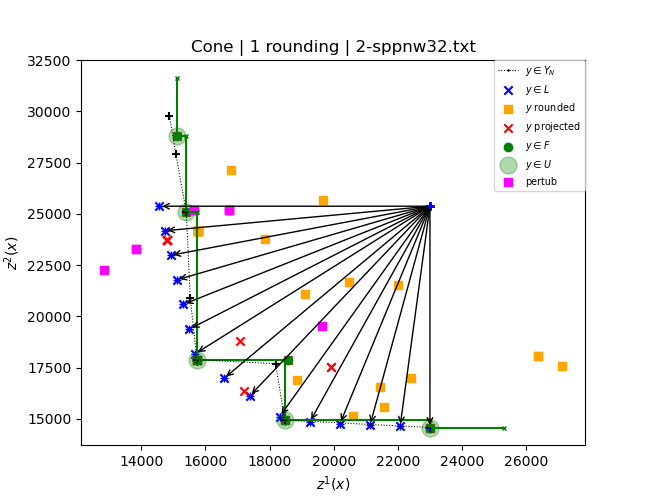 Cone | 1 rounding | 2-sppnw32.txt
32500
30000
27500
25000
22500
20000
17500
15000
z²(x)
14000
16000
18000
20000
22000
24000
26000
z¹(x)
y ∈ Y_N
y ∈ L
y rounded
y projected
y ∈ F
y ∈ U
pertub